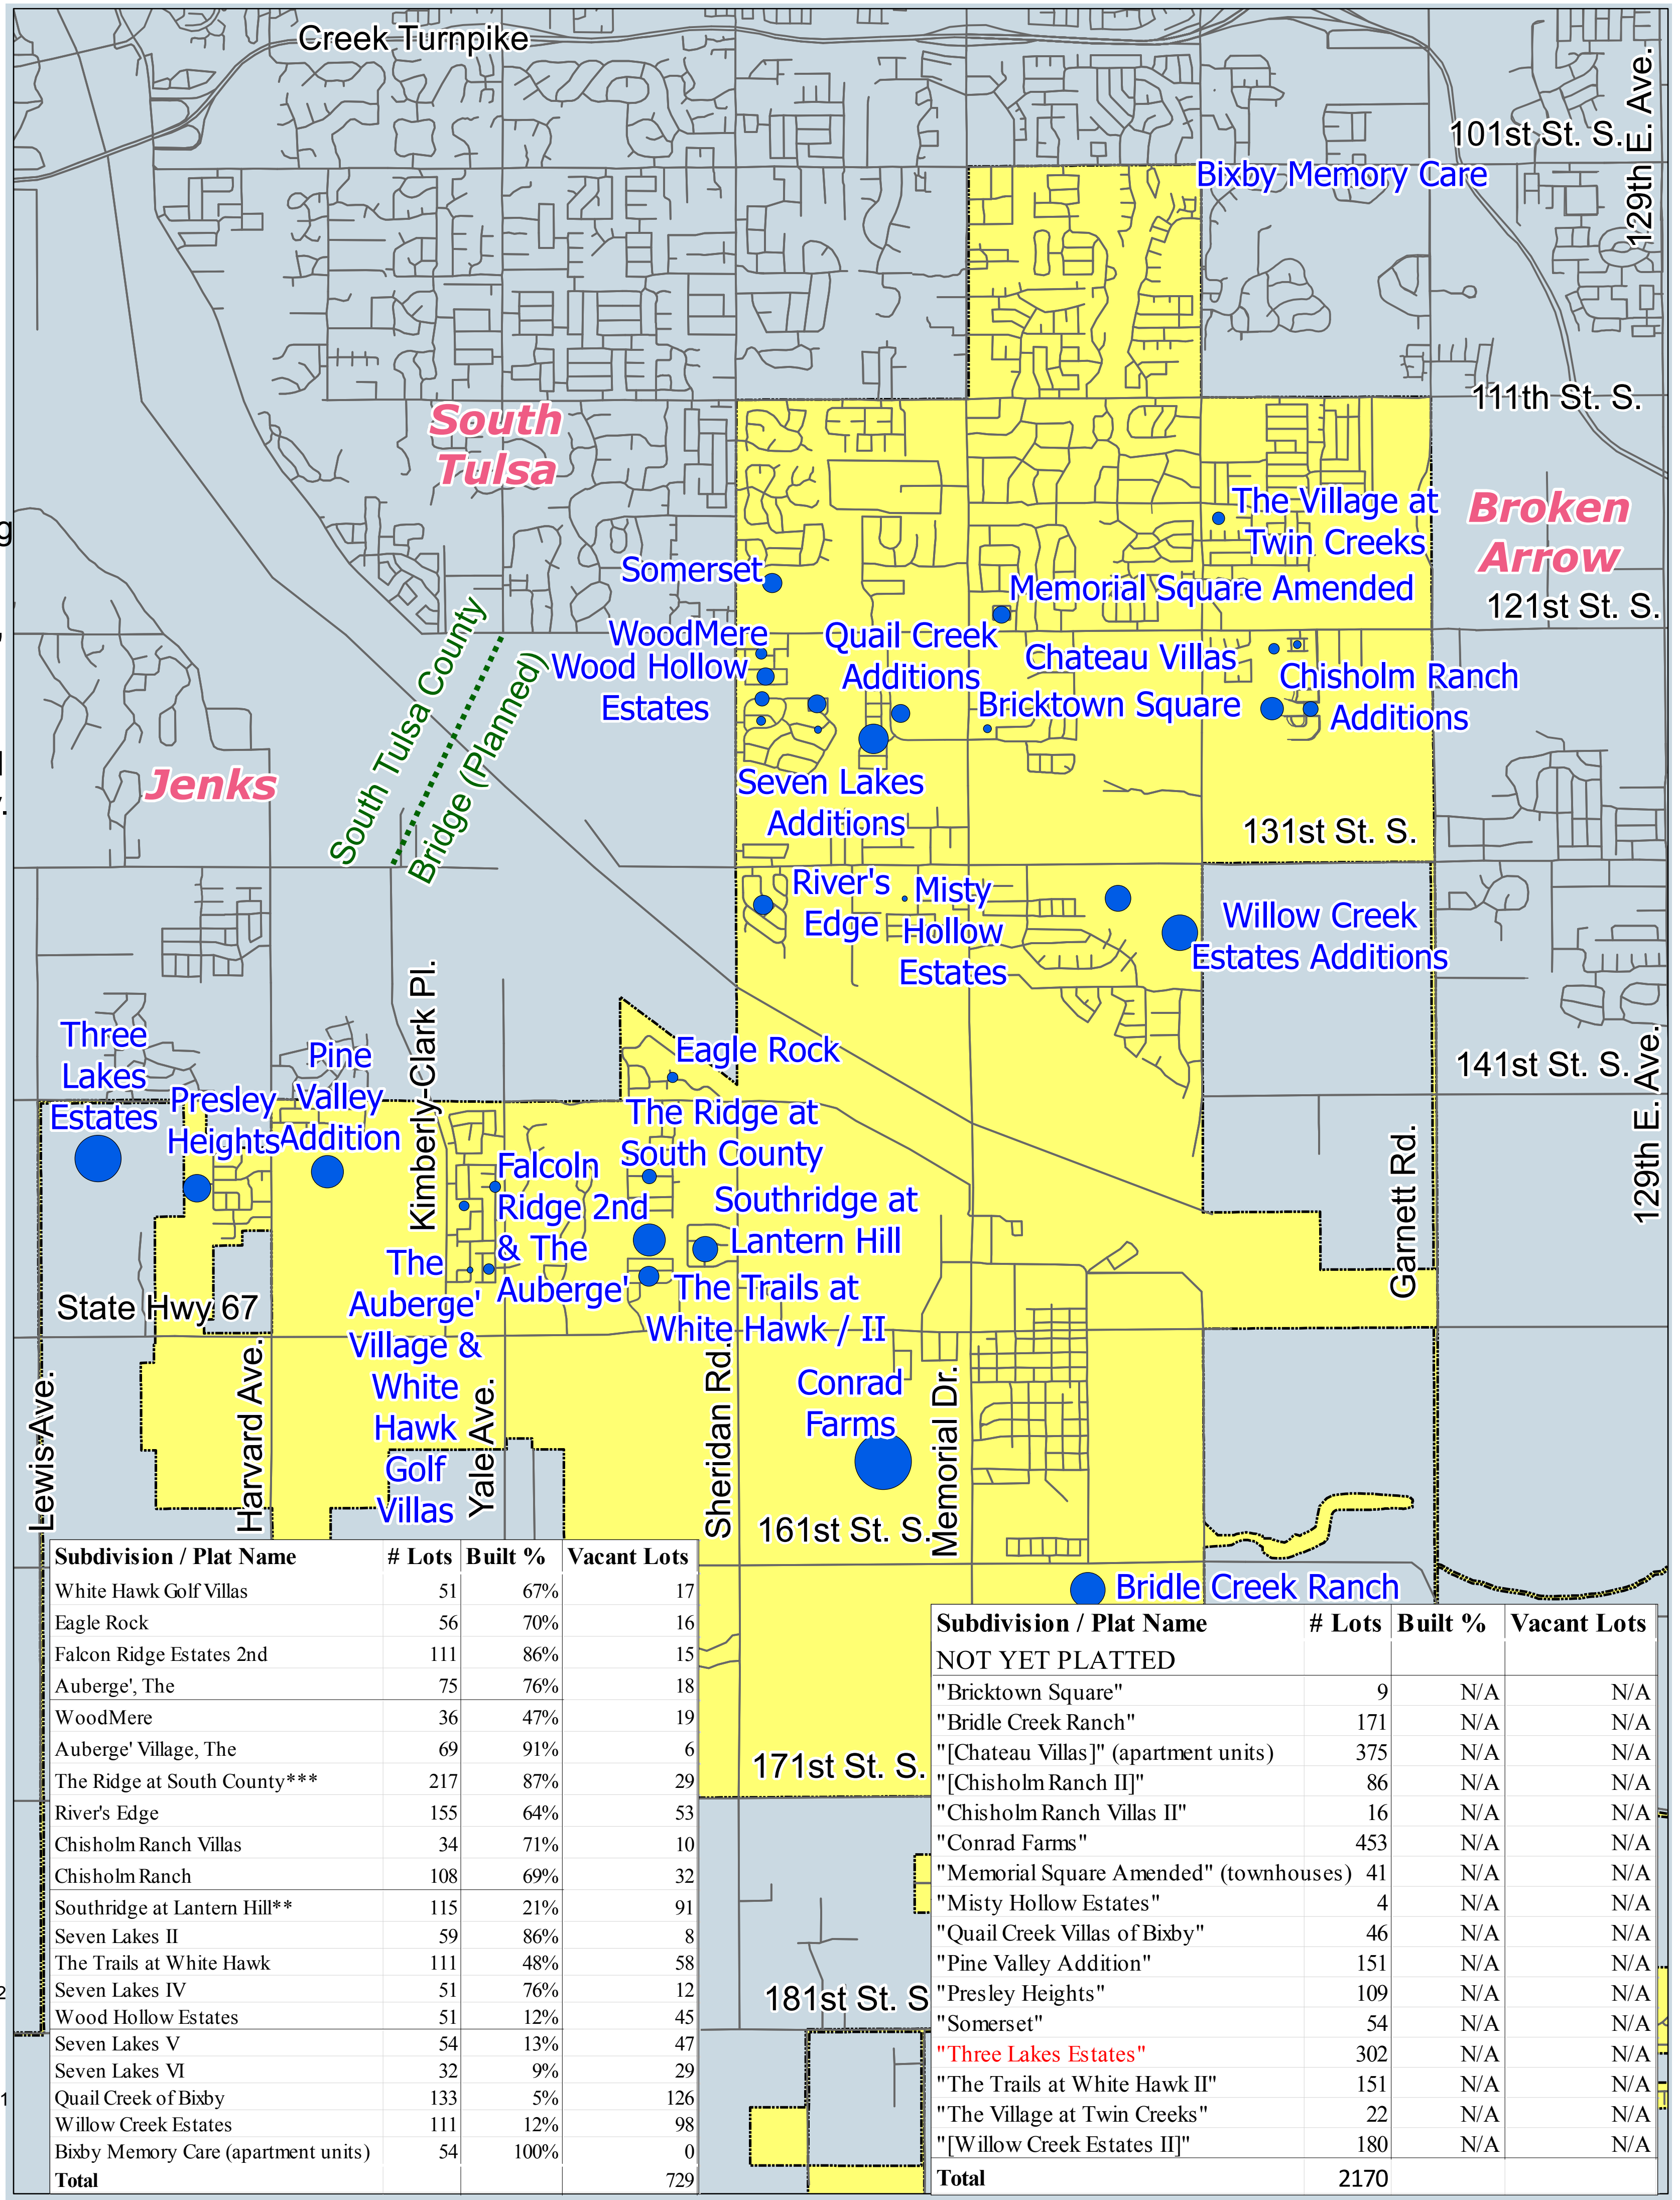 Creek Turnpike
129th E. Ave.
101st St. S.
Bixby Memory Care
111th St. S.
South
Tulsa
Broken
Arrow
The Village at
Twin Creeks
g
Somerset
Memorial Square Amended
121st St. S.
WoodMere
Wood Hollow
Estates
Quail Creek
Additions
Chateau Villas
Chisholm Ranch
Additions
Bricktown Square
South Tulsa County
Bridge (Planned)
Jenks
Seven Lakes
Additions
131st St. S.
River's
Edge
Misty
Hollow
Estates
Willow Creek
Estates Additions
Kimberly-Clark Pl.
Three
Lakes
Estates
Presley
Heights
Pine
Valley
Addition
Eagle Rock
141st St. S.
129th E. Ave.
The Ridge at
South County
Falcoln
Ridge 2nd
& The
Auberge'
Southridge at
Lantern Hill
Garnett Rd.
The
Auberge'
Village &
White
Hawk
Golf
Villas
The Trails at
White Hawk / II
State Hwy 67
Lewis Ave.
Harvard Ave.
Yale Ave.
Sheridan Rd.
Conrad
Farms
Memorial Dr.
161st St. S.
Bridle Creek Ranch
171st St. S.
181st St. S
Subdivision / Plat Name # Lots Built % Vacant Lots
White Hawk Golf Villas 51 67% 17
Eagle Rock 56 70% 16
Falcon Ridge Estates 2nd 111 86% 15
Auberge', The 75 76% 18
WoodMere 36 47% 19
Auberge' Village, The 69 91% 6
The Ridge at South County*** 217 87% 29
River's Edge 155 64% 53
Chisholm Ranch Villas 34 71% 10
Chisholm Ranch 108 69% 32
Southridge at Lantern Hill** 115 21% 91
Seven Lakes II 59 86% 8
The Trails at White Hawk 111 48% 58
Seven Lakes IV 51 76% 12
Wood Hollow Estates 51 12% 45
Seven Lakes V 54 13% 47
Seven Lakes VI 32 9% 29
Quail Creek of Bixby 133 5% 126
Willow Creek Estates 111 12% 98
Bixby Memory Care (apartment units) 54 100% 0
Total 729
Subdivision / Plat Name # Lots Built % Vacant Lots
NOT YET PLATTED
"Bricktown Square" 9 N/A N/A
"Bridle Creek Ranch" 171 N/A N/A
"[Chateau Villas]" (apartment units) 375 N/A N/A
"[Chisholm Ranch II]" 86 N/A N/A
"Chisholm Ranch Villas II" 16 N/A N/A
"Conrad Farms" 453 N/A N/A
"Memorial Square Amended" (townhouses) 41 N/A N/A
"Misty Hollow Estates" 4 N/A N/A
"Quail Creek Villas of Bixby" 46 N/A N/A
"Pine Valley Addition" 151 N/A N/A
"Presley Heights" 109 N/A N/A
"Somerset" 54 N/A N/A
"Three Lakes Estates" 302 N/A N/A
"The Trails at White Hawk II" 151 N/A N/A
"The Village at Twin Creeks" 22 N/A N/A
"[Willow Creek Estates II]" 180 N/A N/A
Total 2170